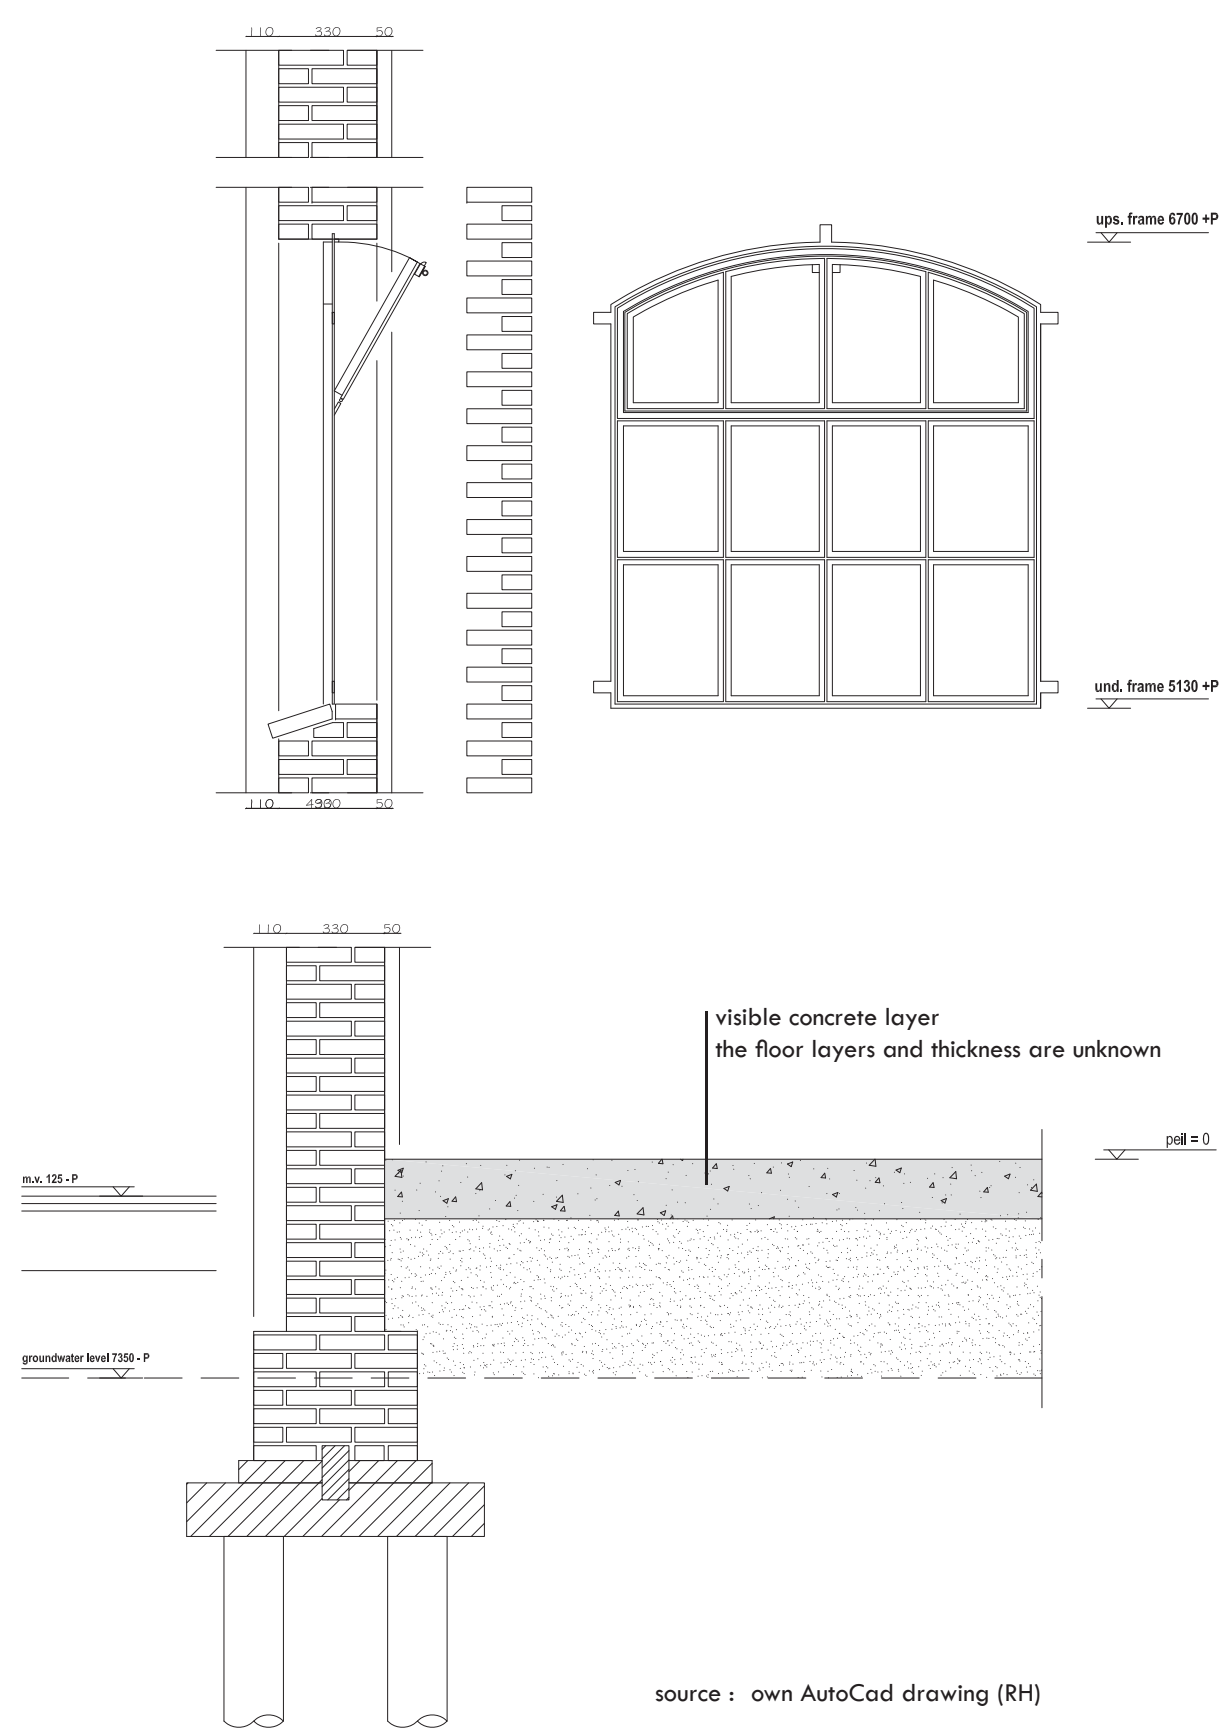 110 330 50
ups. frame 6700 +P
und. frame 5130 +P
110 50
110 330 50
visible concrete layer
the floor layers and thickness are unknown
peil = 0
m.v. 125 - P
groundwater level 7350 - P
source : own AutoCad drawing (RH)